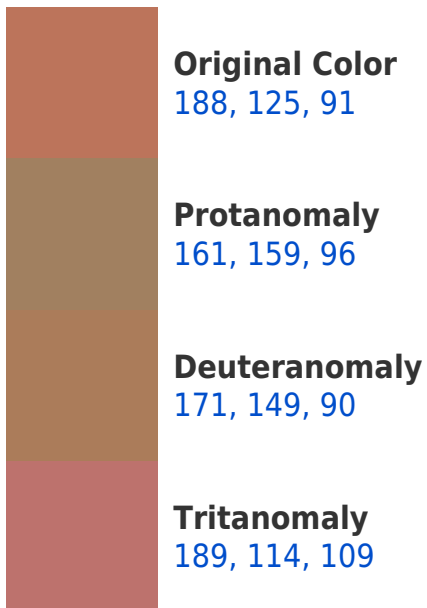 Original Color
188, 125, 91
Protanomaly
161, 159, 96
Deuteranomaly
171, 149, 90
Tritanomaly
189, 114, 109